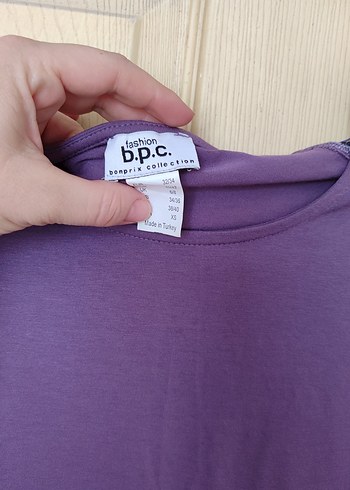 fashion
b.p.c.
bonprix collection
32/34
34/36
38/40
XS
Made in Turkey